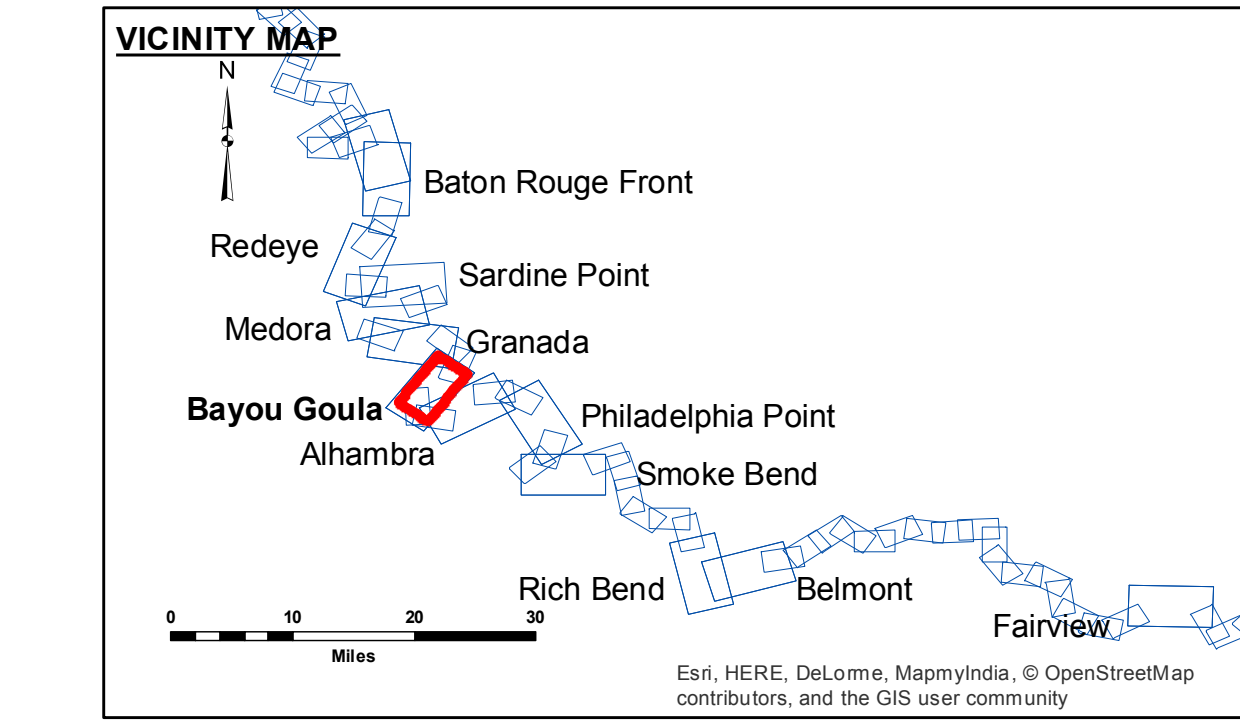 VICINITY MAP
N
Baton Rouge Front
Redeye
Sardine Point
Medora
Granada
Bayou Goula
Philadelphia Point
Alhambra
Smoke Bend
Rich Bend
Belmont
Fairview
0 10 20 30
Miles
Esri, HERE, DeLorme, MapmyIndia, © OpenStreetMap
contributors, and the GIS user community